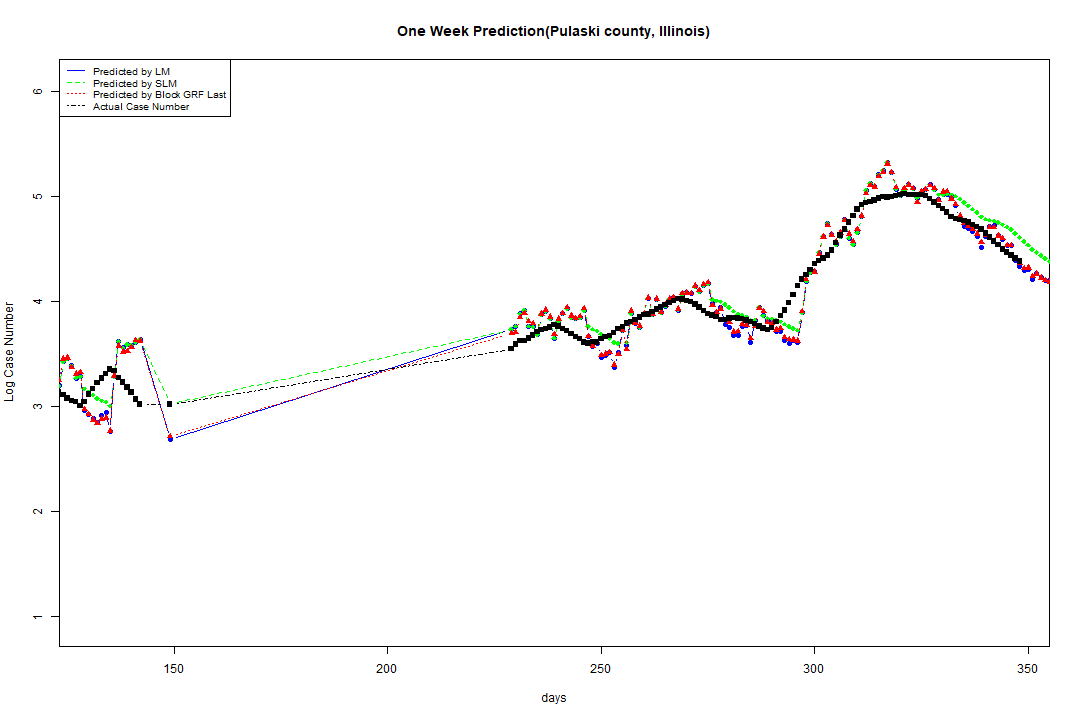 One Week Prediction(Pulaski county, Illinois)
Predicted by LM
Predicted by SLM
Predicted by Block GRF Last
Actual Case Number
6
5
4
3
2
1
Log Case Number
150 200 250 300 350
days